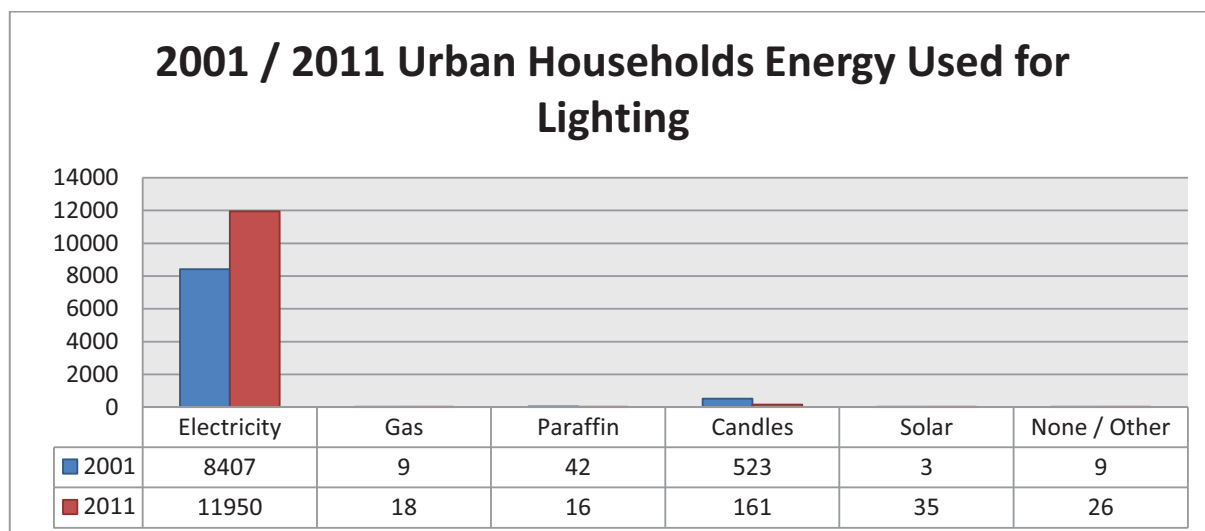 2001 / 2011 Urban Households Energy Used for
Lighting
14000
12000
10000
8000
6000
4000
2000
0
Electricity Gas Paraffin Candles Solar None / Other
2001 8407 9 42 523 3 9
2011 11950 18 16 161 35 26